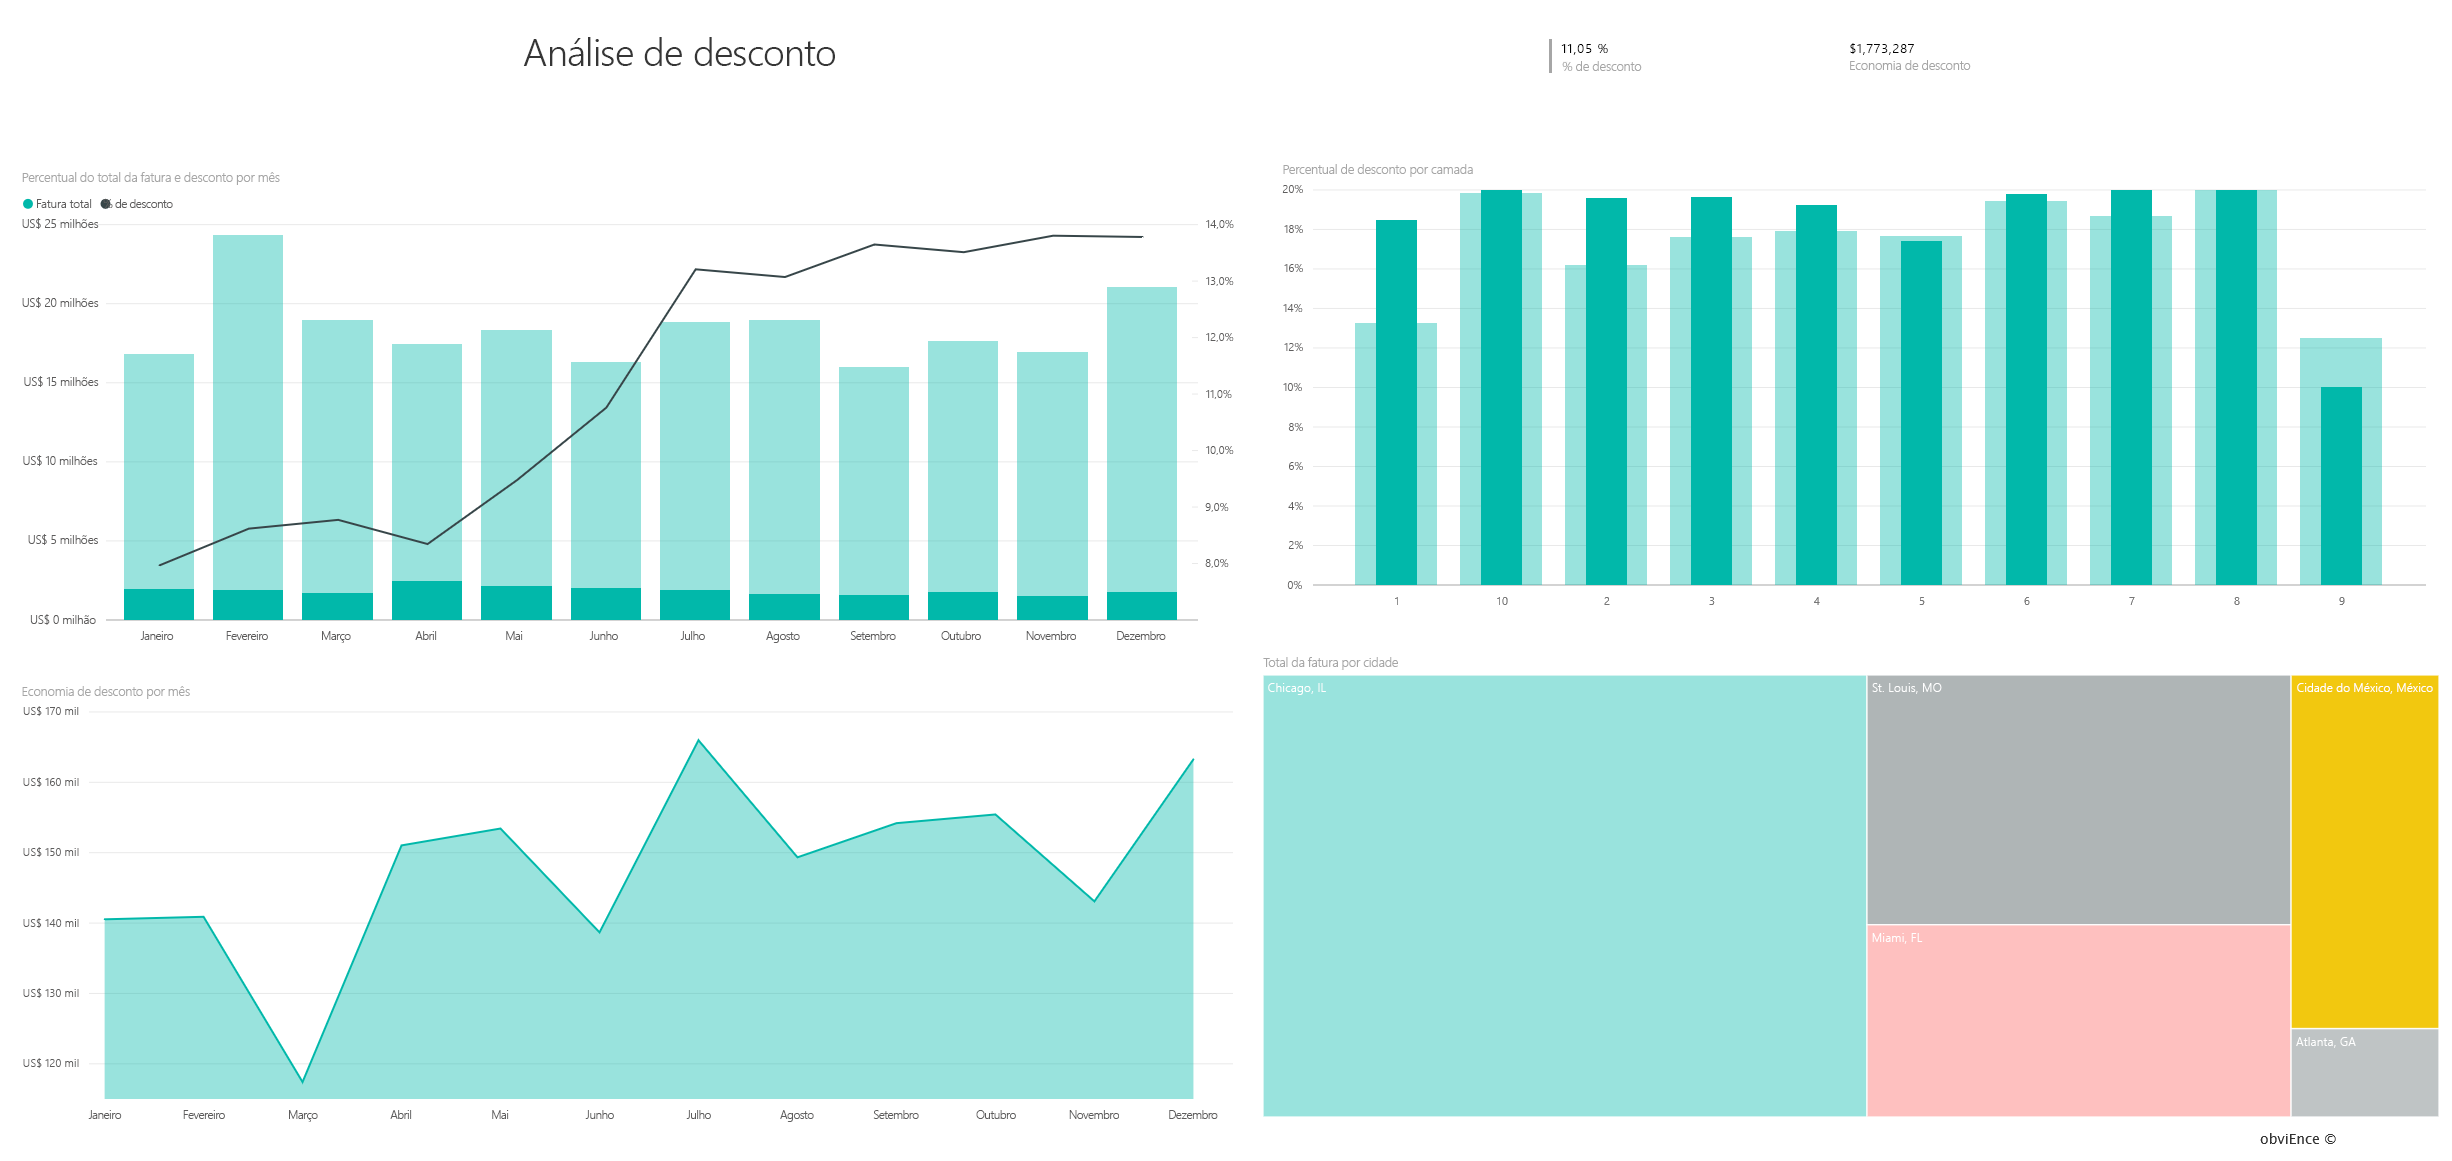 Análise de desconto
11,05 %
% de desconto
$1,773,287
Economia de desconto
Percentual do total da fatura e desconto por mês
Fatura total % de desconto
US$ 25 milhões
US$ 20 milhões
US$ 15 milhões
US$ 10 milhões
US$ 5 milhões
US$ 0 milhão
14,0%
13,0%
12,0%
11,0%
10,0%
9,0%
8,0%
Janeiro Fevereiro Março Abril Mai Junho Julho Agosto Setembro Outubro Novembro Dezembro
Percentual de desconto por camada
20%
18%
16%
14%
12%
10%
8%
6%
4%
2%
0%
1 10 2 3 4 5 6 7 8 9
Economia de desconto por mês
US$ 170 mil
US$ 160 mil
US$ 150 mil
US$ 140 mil
US$ 130 mil
US$ 120 mil
Janeiro Fevereiro Março Abril Mai Junho Julho Agosto Setembro Outubro Novembro Dezembro
Total da fatura por cidade
Chicago, IL
St. Louis, MO
Cidade do México, México
Miami, FL
Atlanta, GA
obviEnce ©